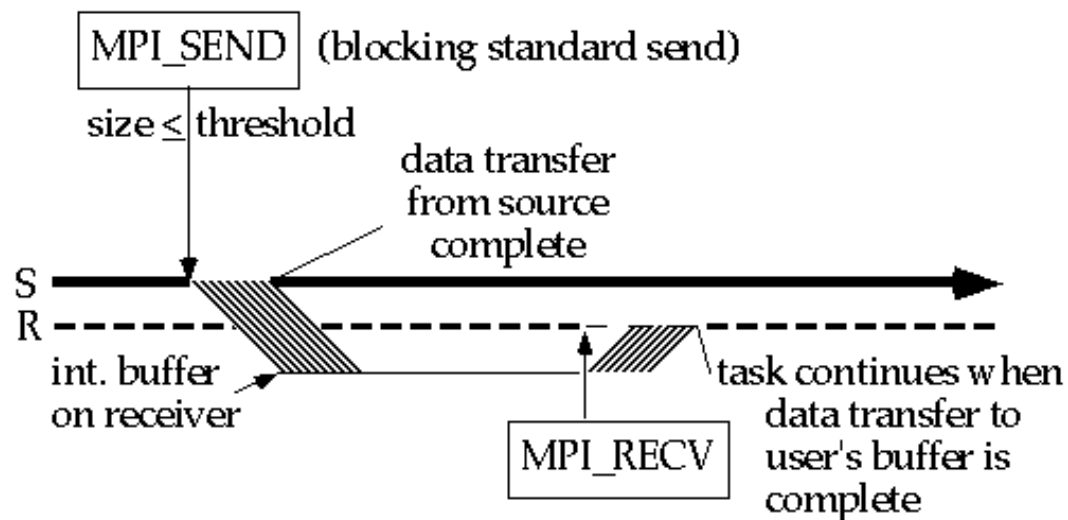 MPI_SEND (blocking standard send)
size ≤ threshold
data transfer
from source
complete
S
R
int. buffer
on receiver
MPI_RECV
task continues when
data transfer to
user's buffer is
complete